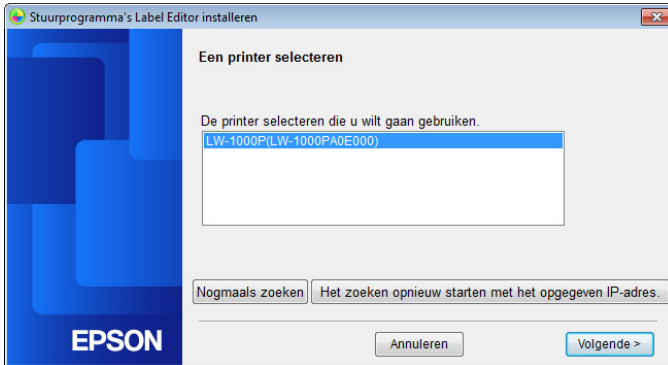 Stuurprogramma's Label Editor installeren
Een printer selecteren
De printer selecteren die u wilt gaan gebruiken.
LW-1000P(LW-1000PA0E000)
Nogmaals zoeken Het zoeken opnieuw starten met het opgegeven IP-adres.
EPSON
Annuleren Volgende >